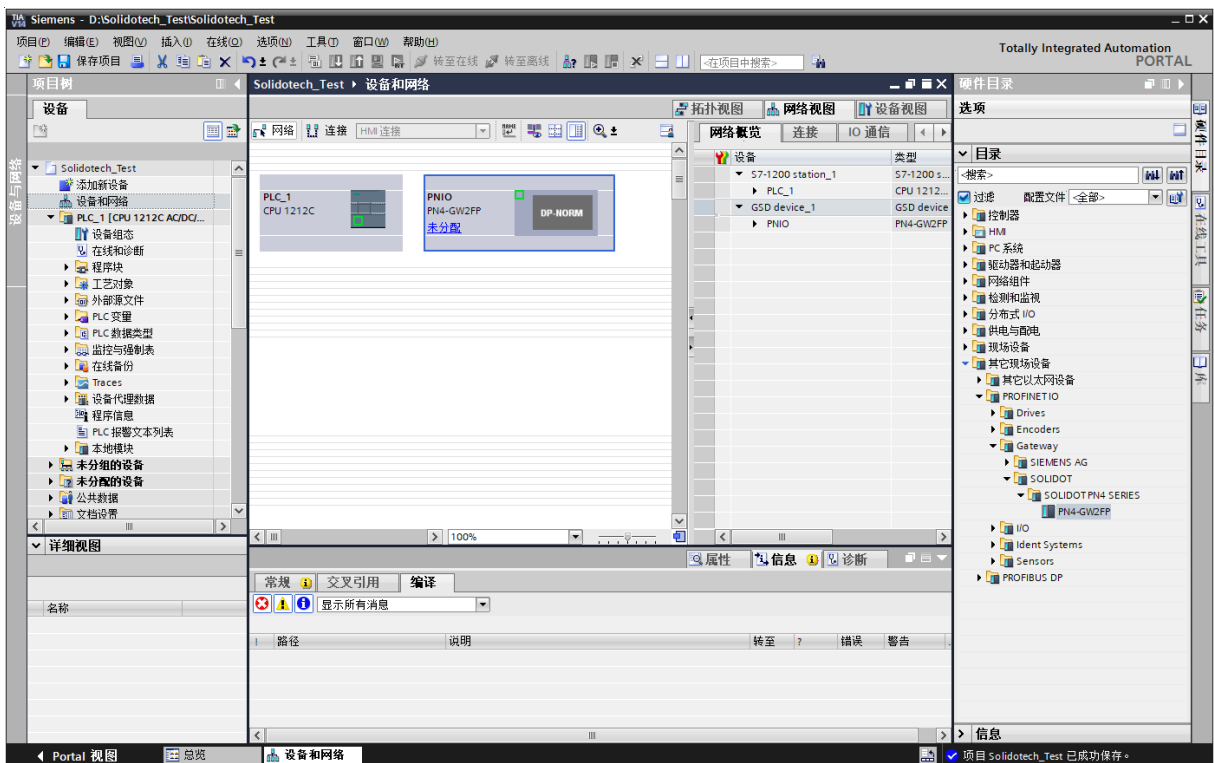 Siemens - D:\Solidotech_Test\Solidotech_Test
项目(P) 编辑(E) 视图(V) 插入(I) 在线(O) 选项(N) 工具(T) 窗口(W) 帮助(H)
Totally Integrated Automation
PORTAL
保存项目 转至在线 转至离线 <在项目中搜索>
项目树
设备
设备与网络
Solidotech_Test
添加新设备
设备和网络
PLC_1 [CPU 1212C AC/DC/...
设备组态
在线和诊断
程序块
工艺对象
外部源文件
PLC 变量
PLC 数据类型
监控与强制表
在线备份
Traces
设备代理数据
程序信息
PLC 报警文本列表
本地模块
未分组的设备
未分配的设备
公共数据
文档设置
详细视图
名称
Solidotech_Test 设备和网络
拓扑视图 网络视图 设备视图
网络 连接 HMI 连接
PLC_1
CPU 1212C
PNIO
PN4-GW2FP
未分配
DP-NORM
100%
网络概览 连接 IO 通信
设备 类型
S7-1200 station_1 S7-1200 s...
PLC_1 CPU 1212...
GSD device_1 GSD device
PNIO PN4-GW2FP
属性 信息 诊断
常规 交叉引用 编译
显示所有消息
! 路径 说明 转至 ? 错误 警告
硬件目录
选项
目录
<搜索>
过滤 配置文件 <全部>
控制器
HMI
PC 系统
驱动器和起动器
网络组件
检测和监视
分布式 I/O
供电与配电
现场设备
其它现场设备
其它以太网设备
PROFINET IO
Drives
Encoders
Gateway
SIEMENS AG
SOLIDOT
SOLIDOT PN4 SERIES
PN4-GW2FP
I/O
Ident Systems
Sensors
PROFIBUS DP
信息
硬件目录
在线工具
任务
库
Portal 视图 总览 设备和网络 项目 Solidotech_Test 已成功保存。